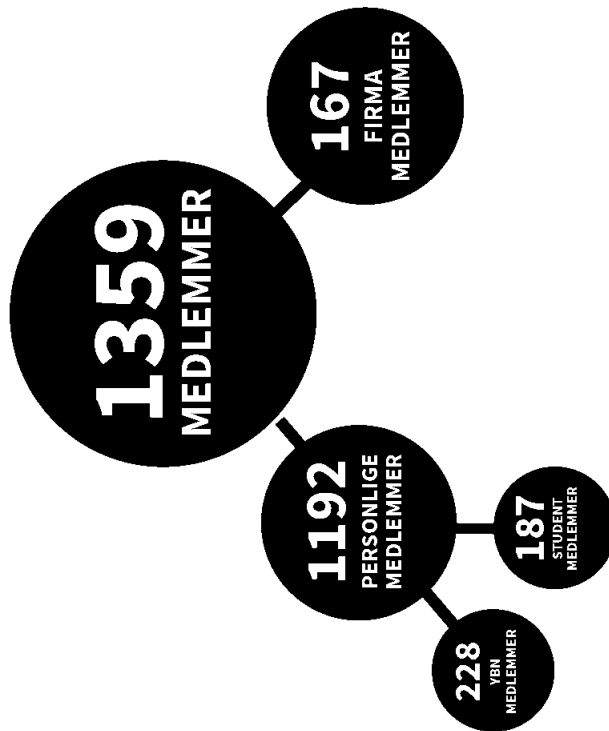 1359
MEDLEMMER
1192
PERSONLIGE
MEDLEMMER
167
FIRMA
MEDLEMMER
228
YBN
MEDLEMMER
187
STUDENT
MEDLEMMER